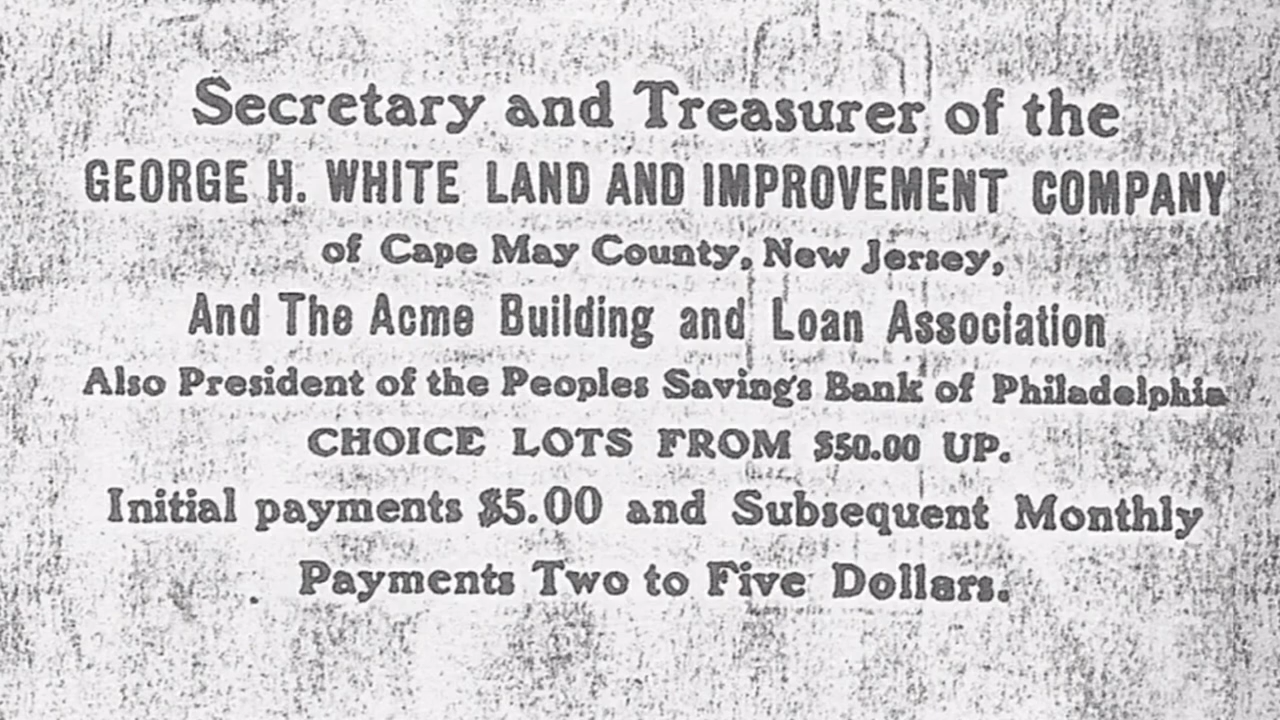 Secretary and Treasurer of the
GEORGE H. WHITE LAND AND IMPROVEMENT COMPANY
of Cape May County, New Jersey,
And The Acme Building and Loan Association
Also President of the Peoples Saving's Bank of Philadelphia
CHOICE LOTS FROM $50.00 UP.
Initial payments $5.00 and Subsequent Monthly
Payments Two to Five Dollars.